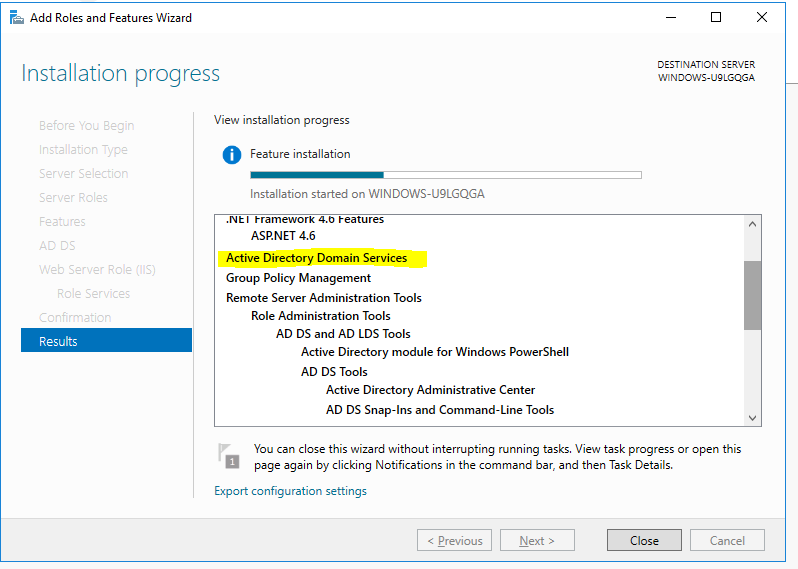 Add Roles and Features Wizard
Installation progress
DESTINATION SERVER
WINDOWS-U9LGQGA
Before You Begin
Installation Type
Server Selection
Server Roles
Features
AD DS
Web Server Role (IIS)
Role Services
Confirmation
Results
View installation progress
Feature installation
Installation started on WINDOWS-U9LGQGA
.NET Framework 4.6 Features
ASP.NET 4.6
Active Directory Domain Services
Group Policy Management
Remote Server Administration Tools
Role Administration Tools
AD DS and AD LDS Tools
Active Directory module for Windows PowerShell
AD DS Tools
Active Directory Administrative Center
AD DS Snap-Ins and Command-Line Tools
1
You can close this wizard without interrupting running tasks. View task progress or open this
page again by clicking Notifications in the command bar, and then Task Details.
Export configuration settings
< Previous
Next >
Close
Cancel